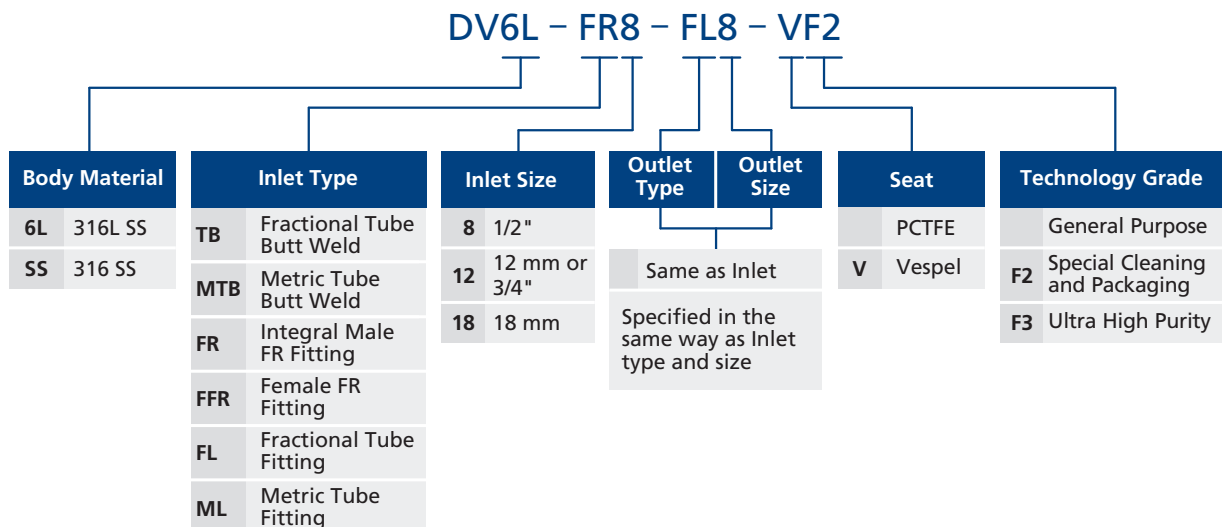 DV6L – FR8 – FL8 – VF2
Body Material
6L 316L SS
SS 316 SS
Inlet Type
TB Fractional Tube
Butt Weld
MTB Metric Tube
Butt Weld
FR Integral Male
FR Fitting
FFR Female FR
Fitting
FL Fractional Tube
Fitting
ML Metric Tube
Fitting
Inlet Size
8 1/2"
12 12 mm or
3/4"
18 18 mm
Outlet
Type
Outlet
Size
Same as Inlet
Specified in the
same way as Inlet
type and size
Seat
PCTFE
V Vespel
Technology Grade
General Purpose
F2 Special Cleaning
and Packaging
F3 Ultra High Purity